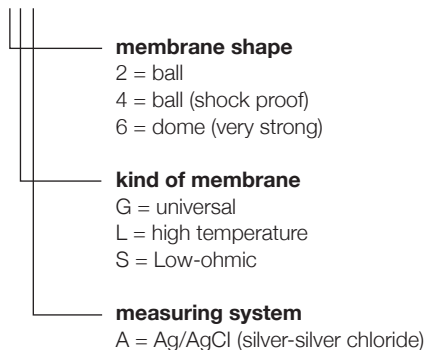 membrane shape
2 = ball
4 = ball (shock proof)
6 = dome (very strong)
kind of membrane
G = universal
L = high temperature
S = Low-ohmic
measuring system
A = Ag/AgCl (silver-silver chloride)